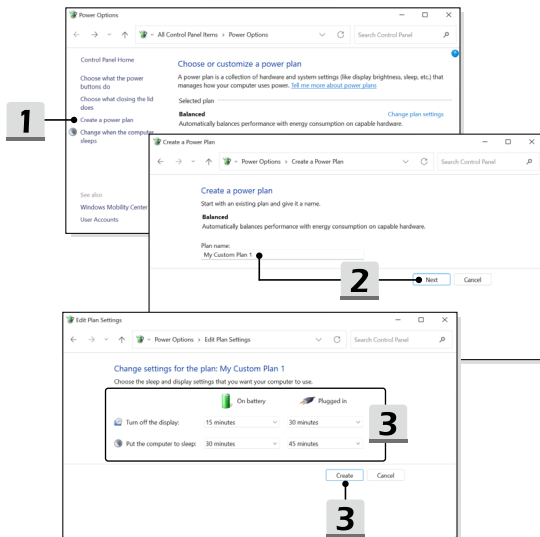 Power Options
All Control Panel Items > Power Options
Search Control Panel
Control Panel Home
Choose what the power
buttons do
Choose what closing the lid
does
Create a power plan
Change when the computer
sleeps
See also
Windows Mobility Center
User Accounts
Choose or customize a power plan
A power plan is a collection of hardware and system settings (like display brightness, sleep, etc.) that
manages how your computer uses power. Tell me more about power plans
Selected plan
Balanced
Change plan settings
Automatically balances performance with energy consumption on capable hardware.
1
Create a Power Plan
Power Options > Create a Power Plan
Search Control Panel
Create a power plan
Start with an existing plan and give it a name.
Balanced
Automatically balances performance with energy consumption on capable hardware.
Plan name:
My Custom Plan 1
2
Next
Cancel
Edit Plan Settings
Power Options > Edit Plan Settings
Search Control Panel
Change settings for the plan: My Custom Plan 1
Choose the sleep and display settings that you want your computer to use.
On battery
Plugged in
Turn off the display:
15 minutes
30 minutes
Put the computer to sleep:
30 minutes
45 minutes
3
Create
Cancel
3